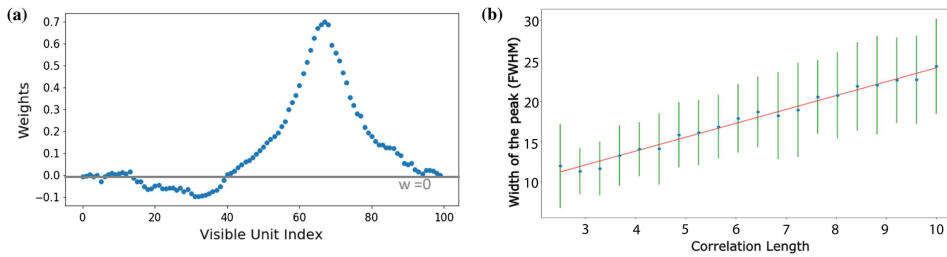 (a)
0.7
0.6
0.5
0.4
0.3
0.2
0.1
0.0
−0.1
w =0
0 20 40 60 80 100
Visible Unit Index
Weights
(b)
30
25
20
15
10
3 4 5 6 7 8 9 10
Correlation Length
Width of the peak (FWHM)